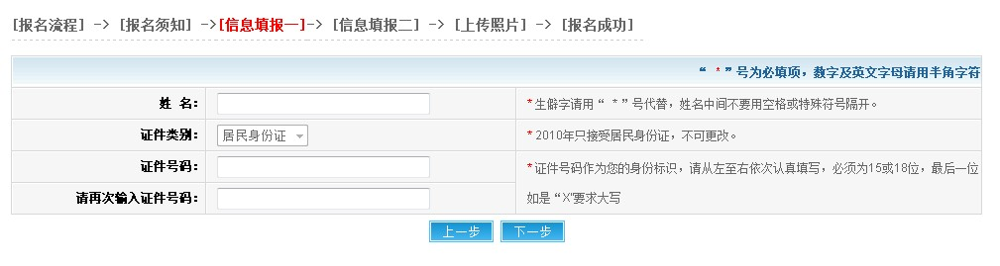 [报名流程] -> [报名须知] ->[信息填报一]-> [信息填报二] -> [上传照片] -> [报名成功]
“ * ”号为必填项，数字及英文字母请用半角字符
姓 名：
*生僻字请用“ * ”号代替，姓名中间不要用空格或特殊符号隔开。
证件类别：
居民身份证
* 2010年只接受居民身份证，不可更改。
证件号码：
*证件号码作为您的身份标识，请从左至右依次认真填写，必须为15或18位，最后一位
如是“X”要求大写
请再次输入证件号码：
上一步 下一步